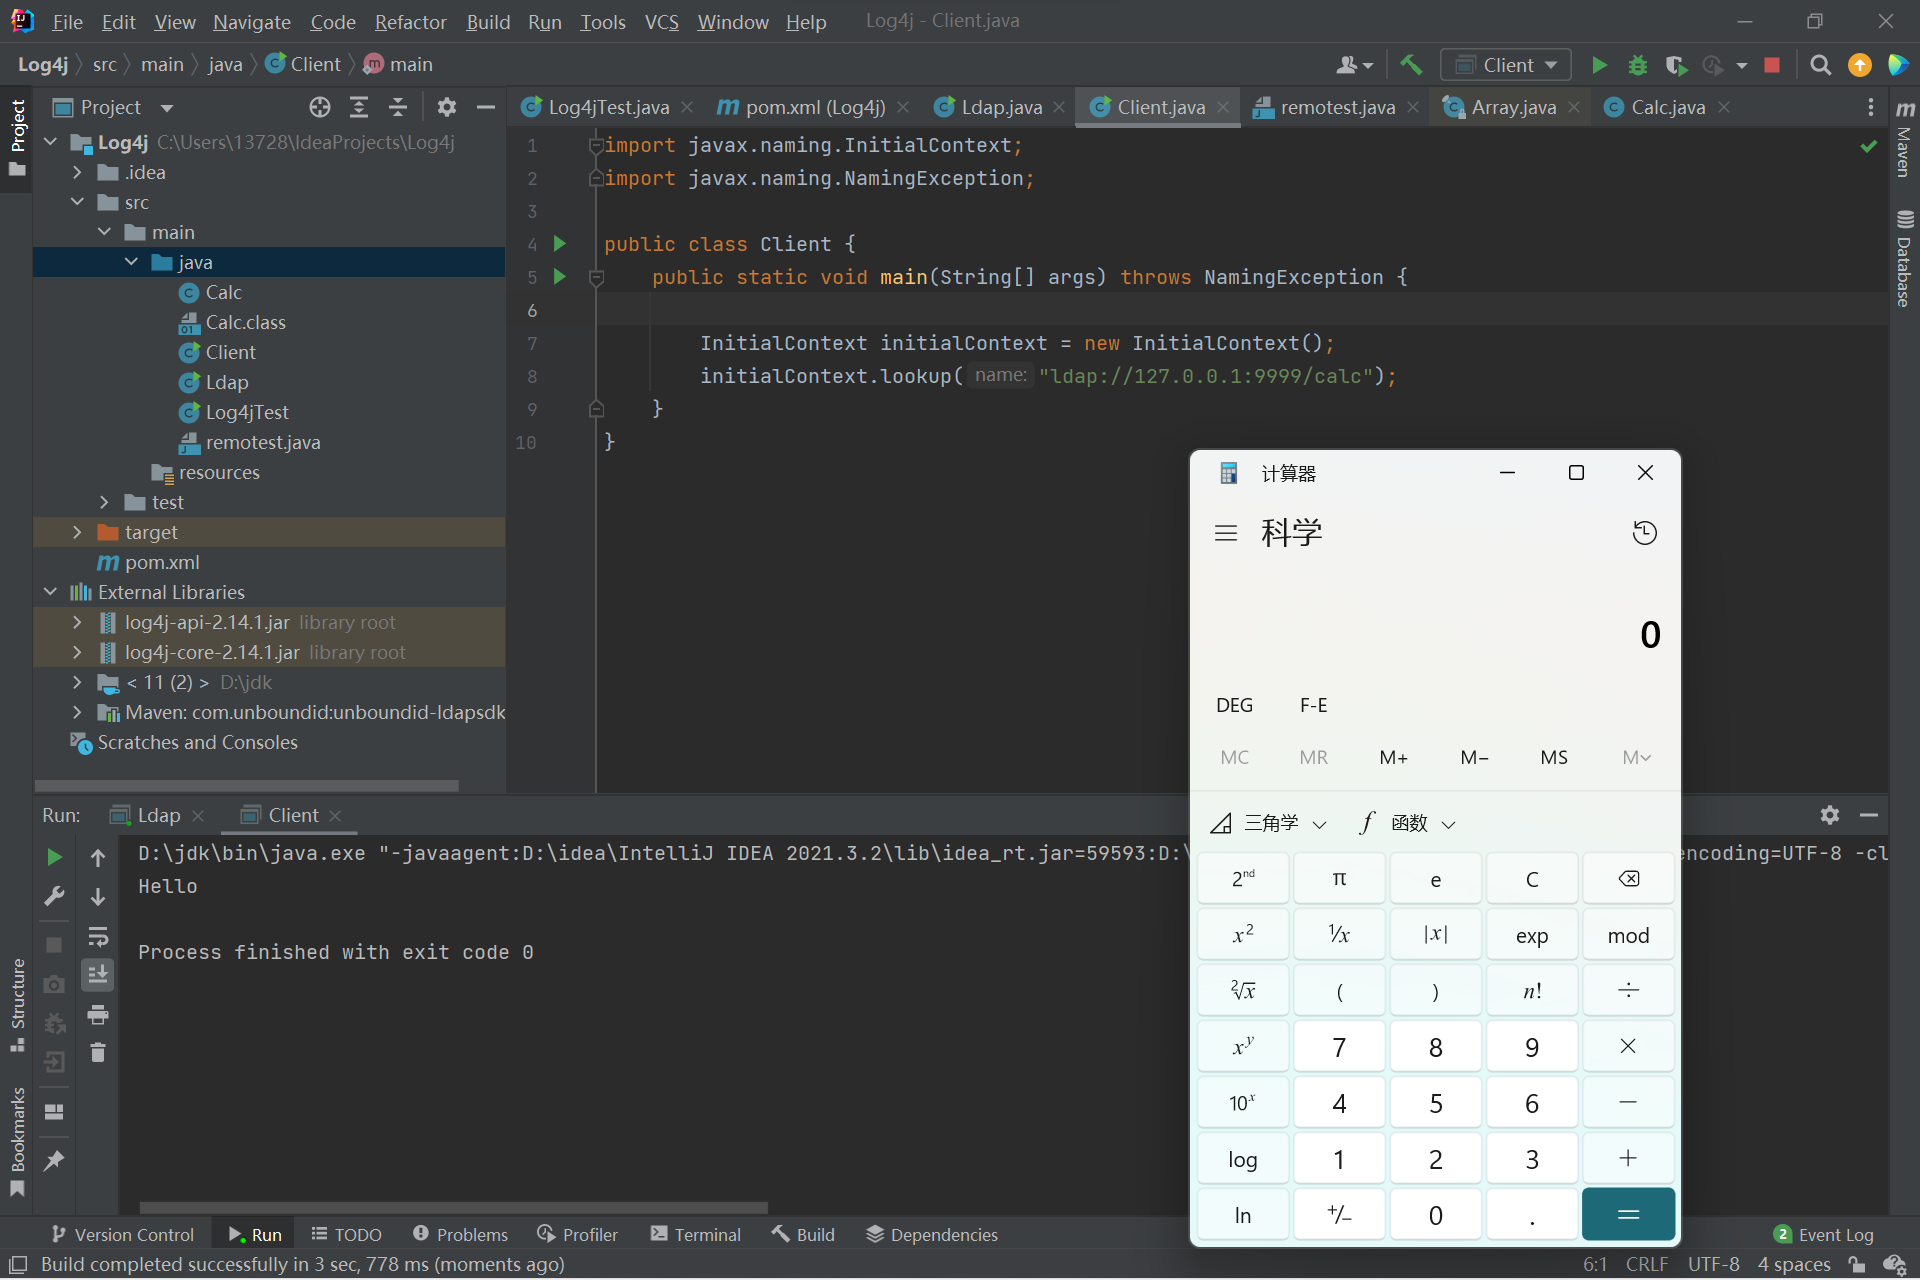 File Edit View Navigate Code Refactor Build Run Tools VCS Window Help Log4j - Client.java
Log4j src main java Client main Client
Project Log4jTest.java pom.xml (Log4j) Ldap.java Client.java remotest.java Array.java Calc.java
Project
Log4j C:\Users\13728\IdeaProjects\Log4j
.idea
src
main
java
Calc
Calc.class
Client
Ldap
Log4jTest
remotest.java
resources
test
target
pom.xml
External Libraries
log4j-api-2.14.1.jar library root
log4j-core-2.14.1.jar library root
< 11 (2) > D:\jdk
Maven: com.unboundid:unboundid-ldapsdk
Scratches and Consoles
1 import javax.naming.InitialContext;
2 import javax.naming.NamingException;
3
4 public class Client {
5 public static void main(String[] args) throws NamingException {
6
7 InitialContext initialContext = new InitialContext();
8 initialContext.lookup( name: "ldap://127.0.0.1:9999/calc");
9 }
10 }
Maven
Database
计算器
科学
0
DEG F-E
MC MR M+ M− MS M
三角学 函数
2nd π e C
x² ¹/x |x| exp mod
²√x ( ) n! ÷
xʸ 7 8 9 ×
10ˣ 4 5 6 −
log 1 2 3 +
ln +/− 0 . =
Run: Ldap Client
D:\jdk\bin\java.exe "-javaagent:D:\idea\IntelliJ IDEA 2021.3.2\lib\idea_rt.jar=59593:D:\ encoding=UTF-8 -cl
Hello
Process finished with exit code 0
Structure
Bookmarks
Version Control Run TODO Problems Profiler Terminal Build Dependencies 2 Event Log
Build completed successfully in 3 sec, 778 ms (moments ago) 6:1 CRLF UTF-8 4 spaces